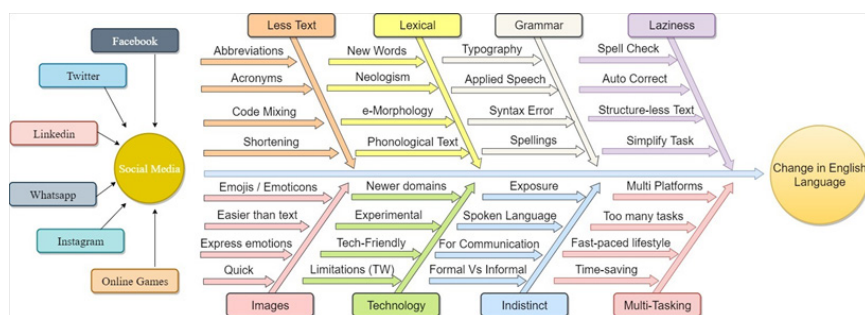 Facebook
Twitter
Linkedin
Whatsapp
Instagram
Online Games
Social Media
Less Text
Abbreviations
Acronyms
Code Mixing
Shortening
Lexical
New Words
Neologism
e-Morphology
Phonological Text
Grammar
Typography
Applied Speech
Syntax Error
Spellings
Laziness
Spell Check
Auto Correct
Structure-less Text
Simplify Task
Emojis / Emoticons
Easier than text
Express emotions
Quick
Images
Newer domains
Experimental
Tech-Friendly
Limitations (TW)
Technology
Exposure
Spoken Language
For Communication
Formal Vs Informal
Indistinct
Multi Platforms
Too many tasks
Fast-paced lifestyle
Time-saving
Multi-Tasking
Change in English
Language